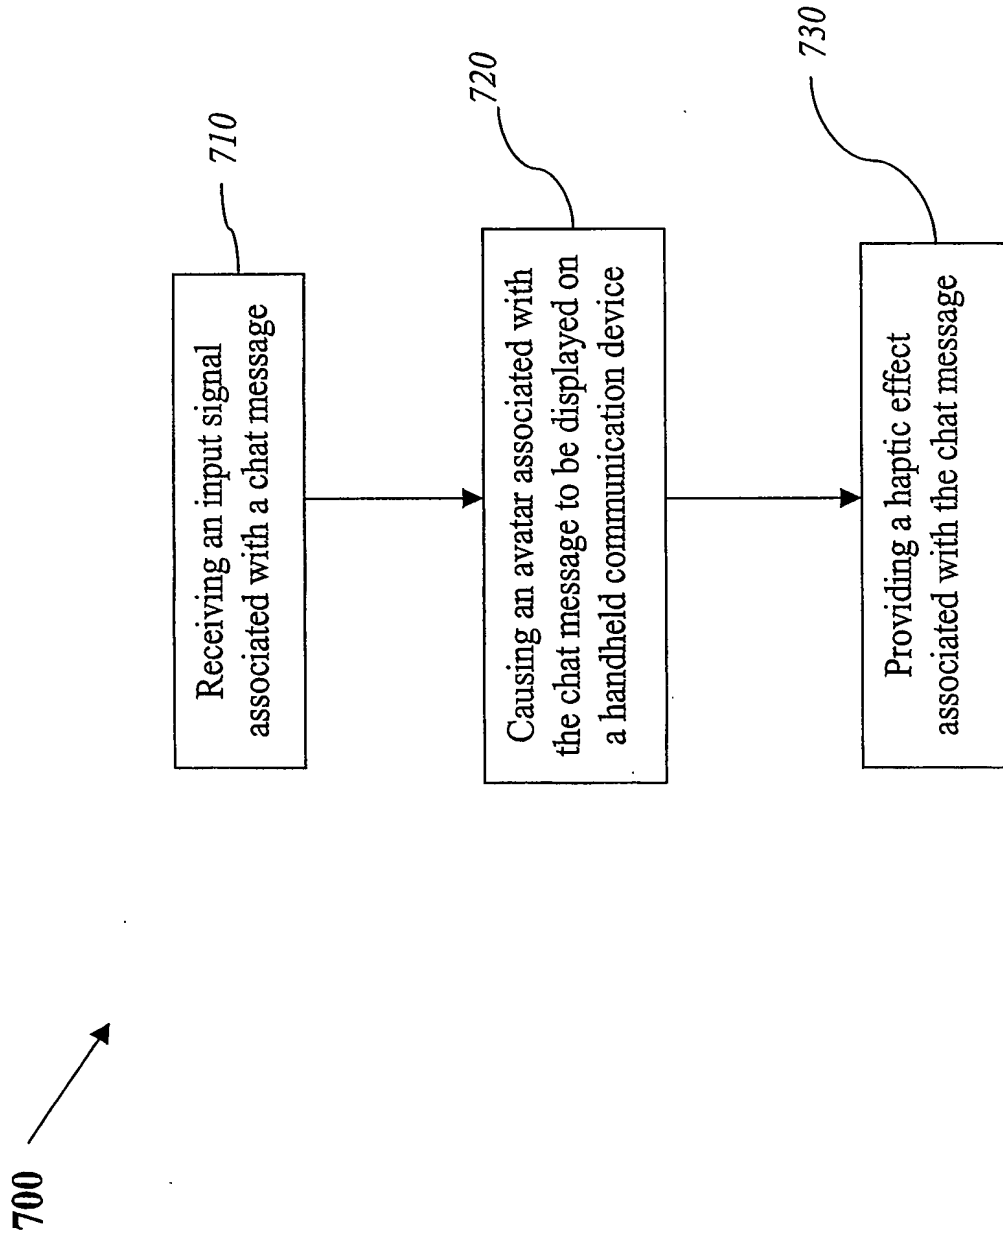 700
Receiving an input signal
associated with a chat message
710
Causing an avatar associated with
the chat message to be displayed on
a handheld communication device
720
Providing a haptic effect
associated with the chat message
730